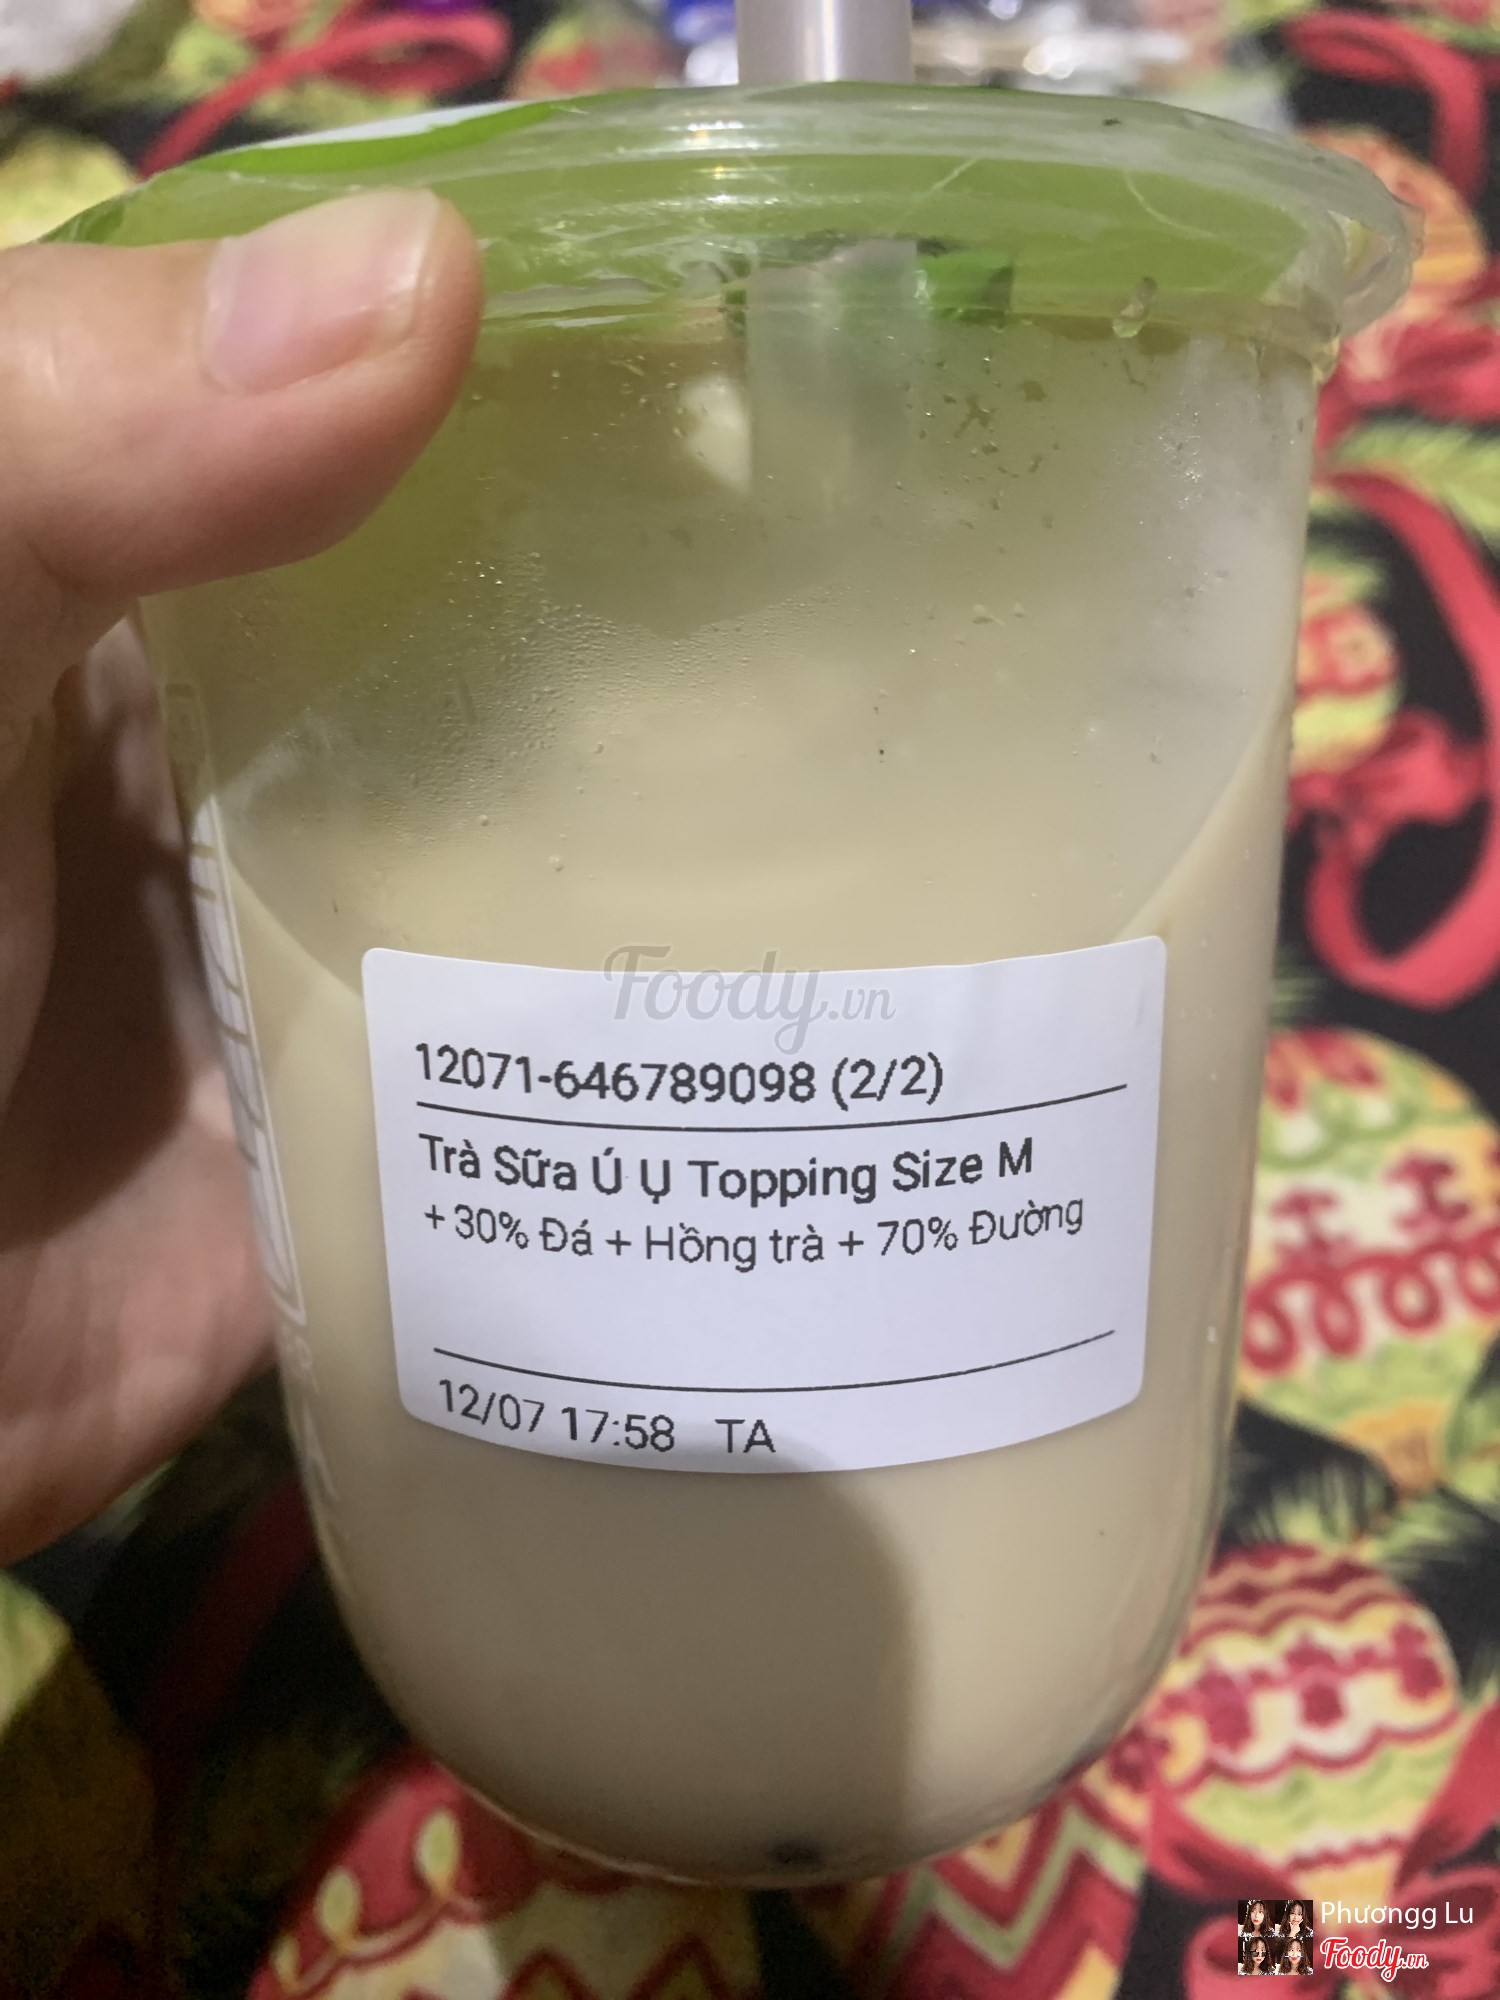 Foody.vn
12071-646789098 (2/2)
Trà Sữa Ú Ụ Topping Size M
+ 30% Đá + Hồng trà + 70% Đường
12/07 17:58 TA
Phươngg Lu
Foody.vn